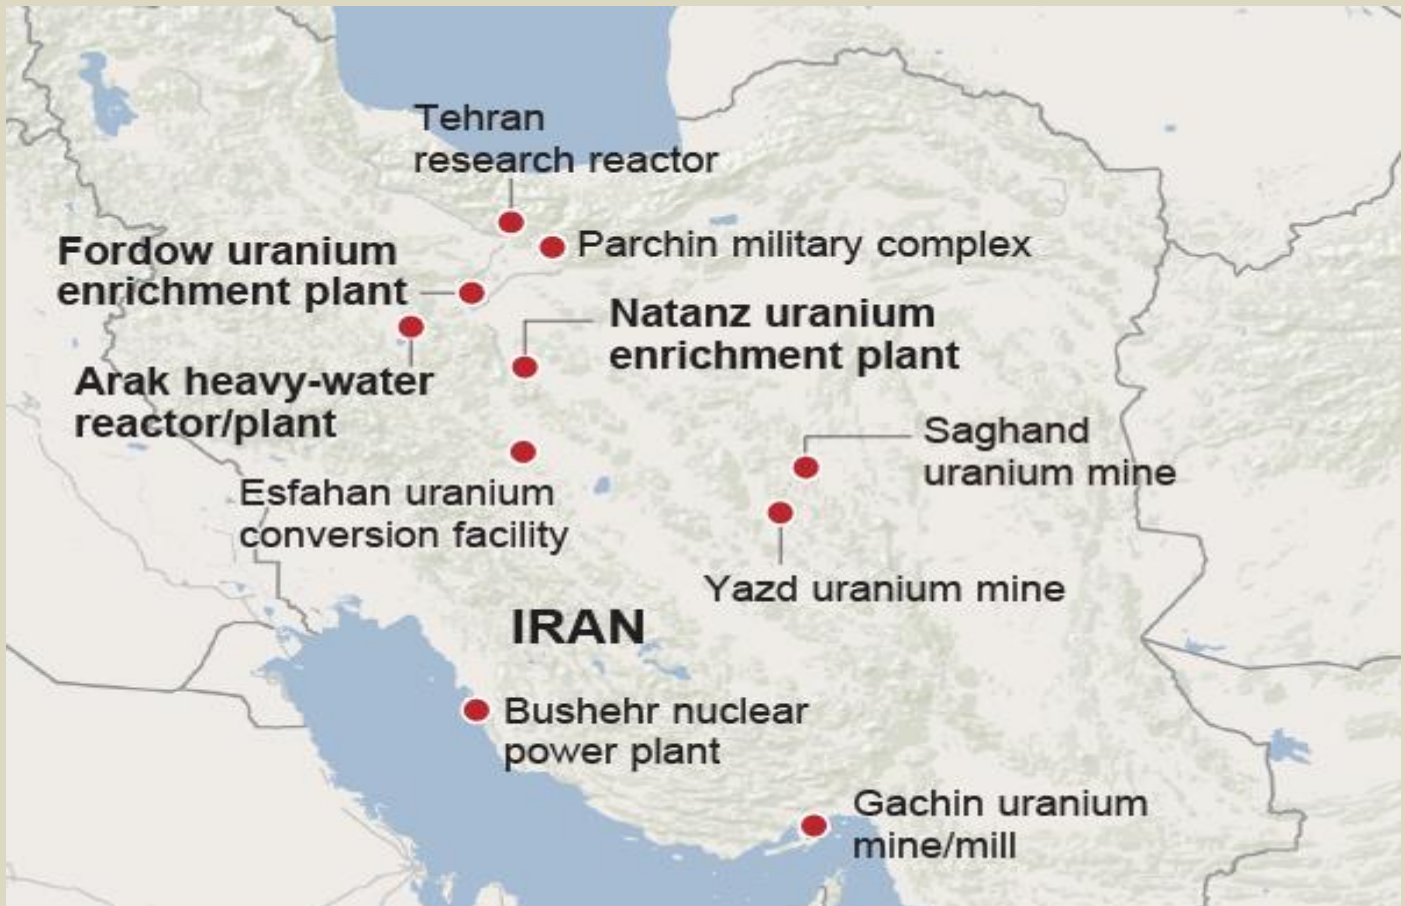 Tehran
research reactor
Parchin military complex
Fordow uranium
enrichment plant
Natanz uranium
enrichment plant
Arak heavy-water
reactor/plant
Saghand
uranium mine
Esfahan uranium
conversion facility
Yazd uranium mine
IRAN
Bushehr nuclear
power plant
Gachin uranium
mine/mill